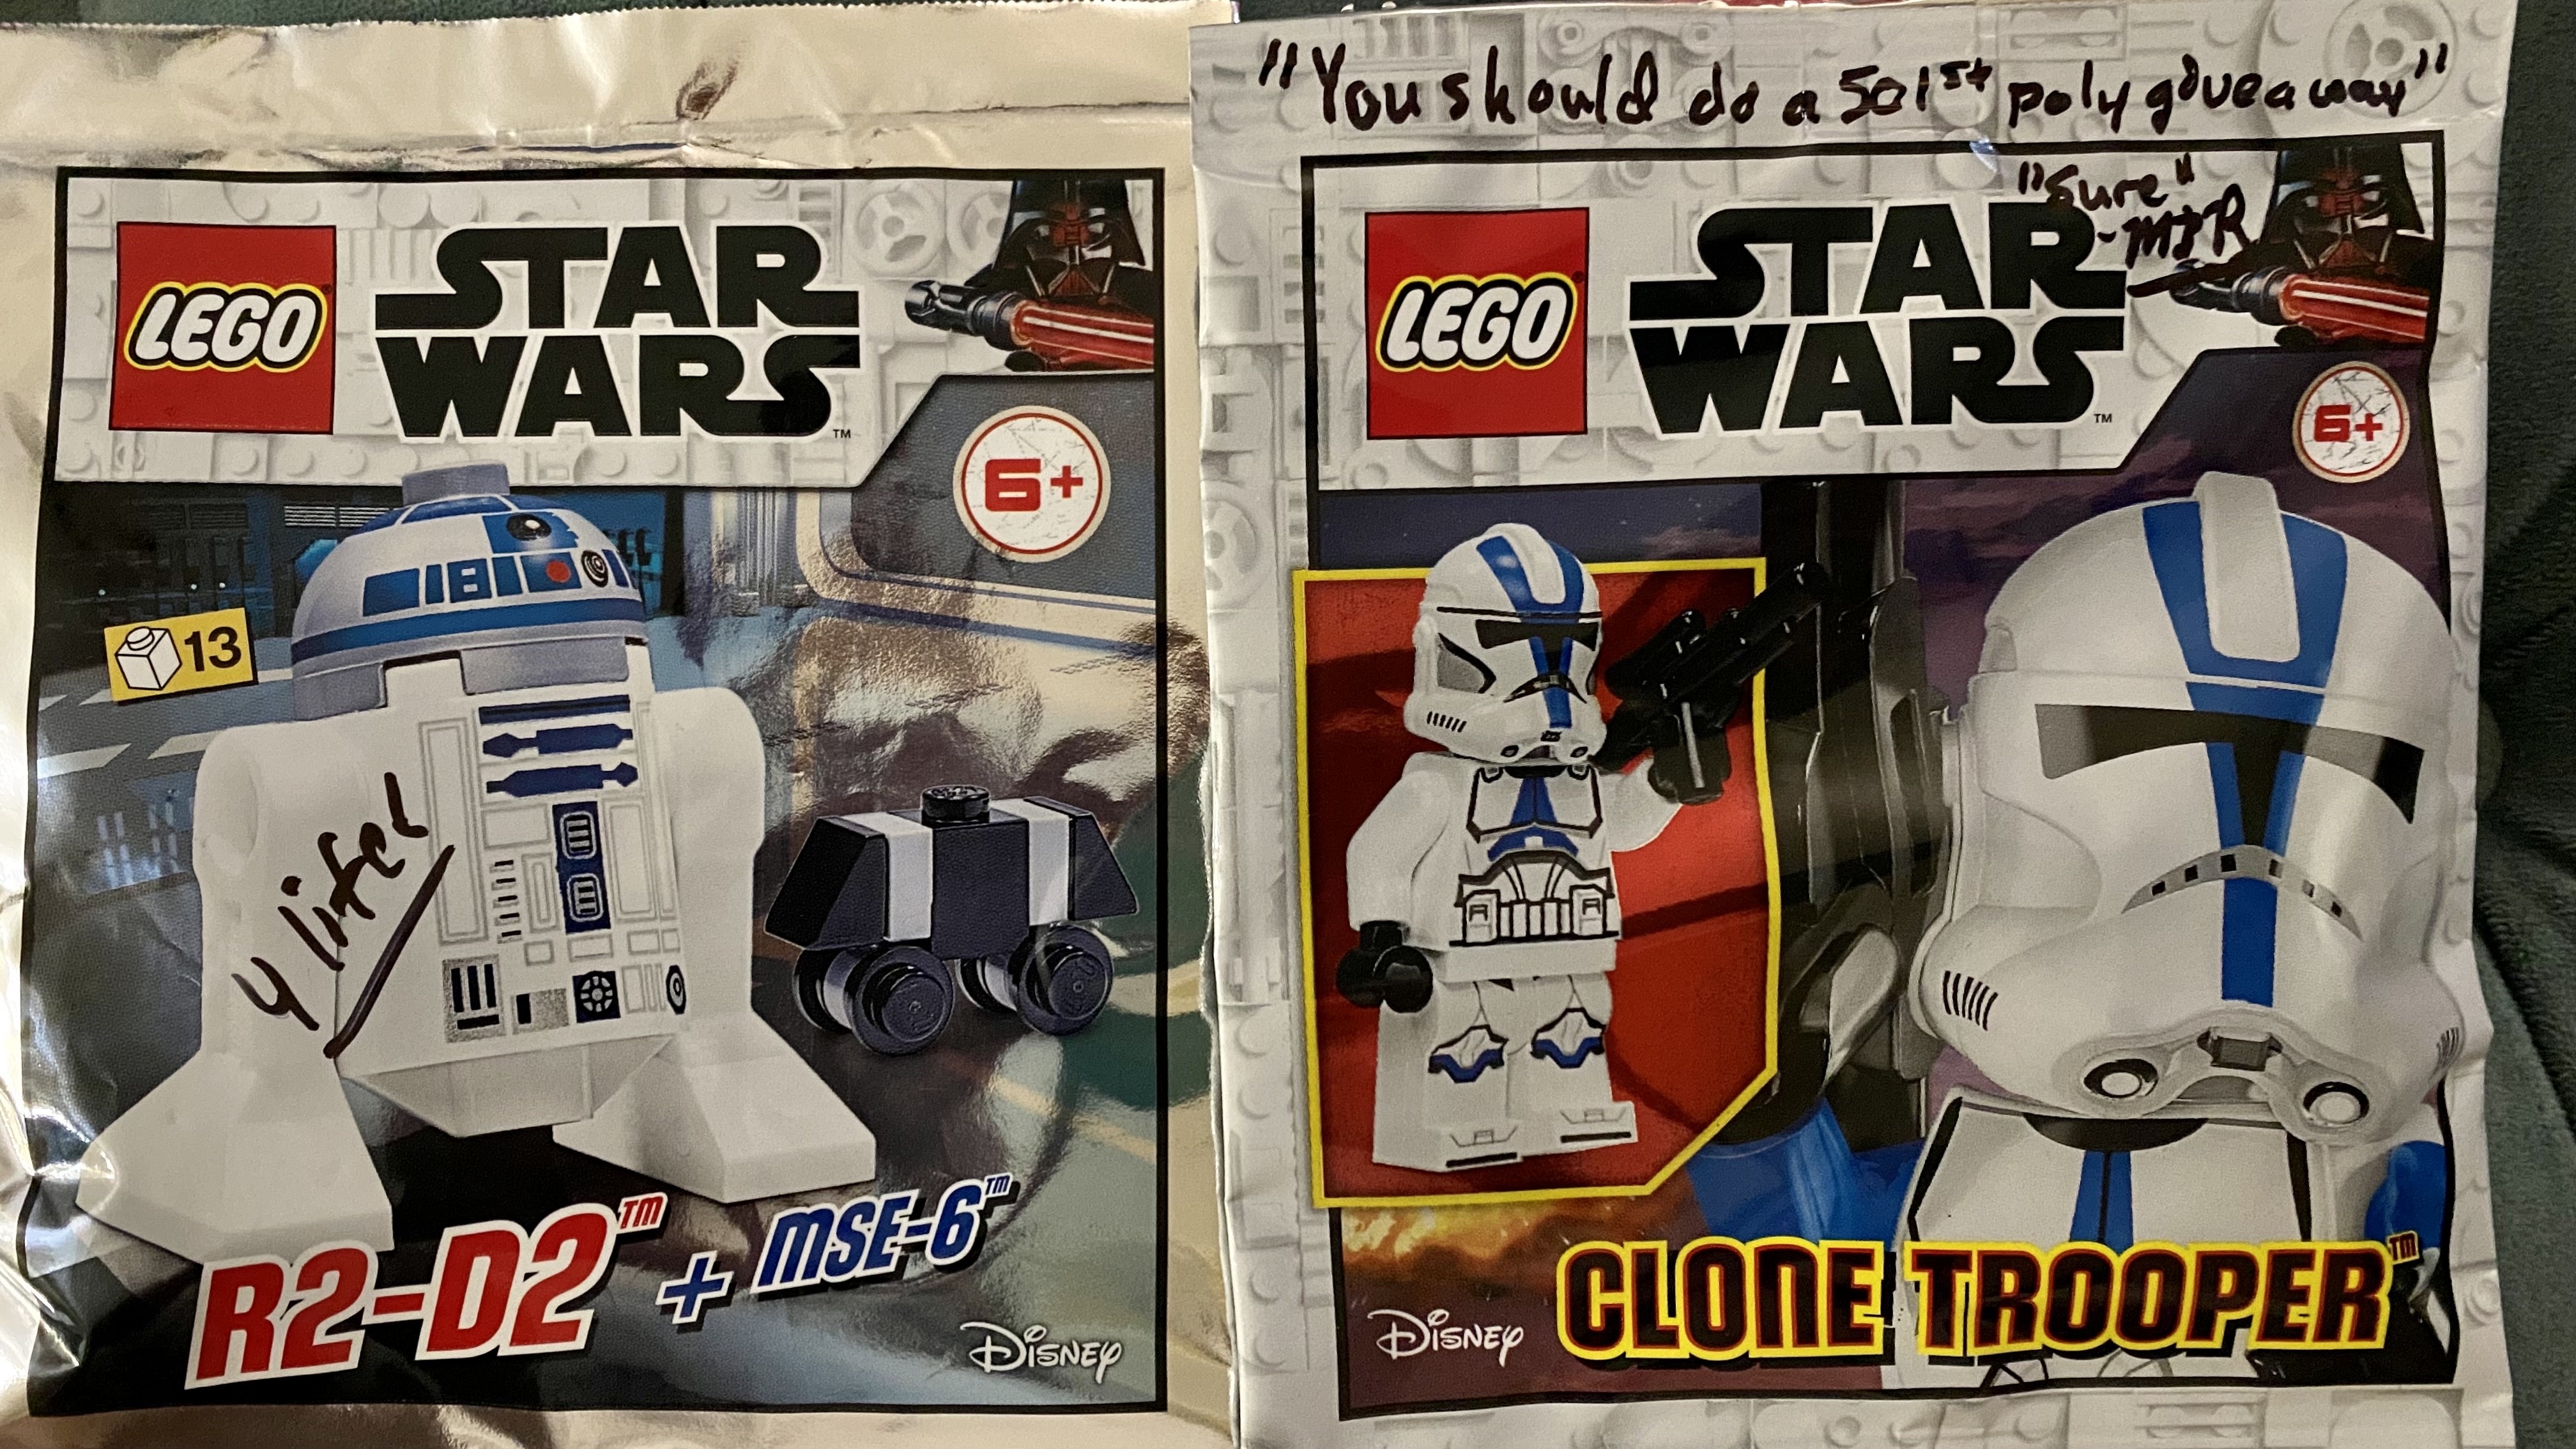 LEGO
STAR
WARS
™
6+
13
4 lifel
R2-D2™ + MSE-6™
Disney
"You should do a 501st poly giveaway"
"Sure"
-MJR
LEGO
STAR
WARS
™
6+
Disney
CLONE TROOPER™